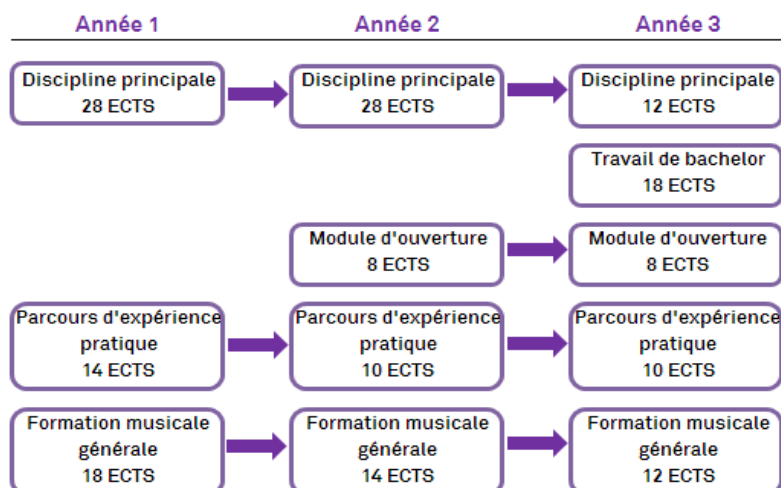 Année 1
Année 2
Année 3
Discipline principale
28 ECTS
Discipline principale
28 ECTS
Discipline principale
12 ECTS
Travail de bachelor
18 ECTS
Module d'ouverture
8 ECTS
Module d'ouverture
8 ECTS
Parcours d'expérience
pratique
14 ECTS
Parcours d'expérience
pratique
10 ECTS
Parcours d'expérience
pratique
10 ECTS
Formation musicale
générale
18 ECTS
Formation musicale
générale
14 ECTS
Formation musicale
générale
12 ECTS